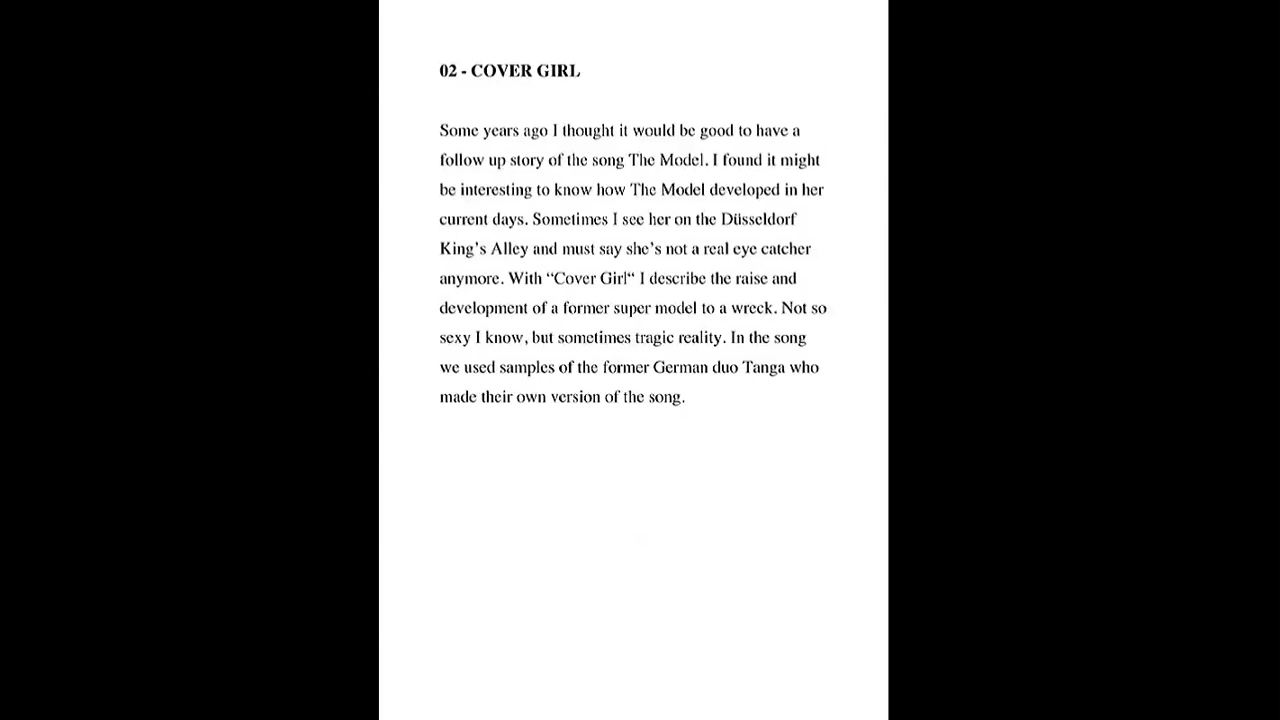 02 - COVER GIRL
Some years ago I thought it would be good to have a
follow up story of the song The Model. I found it might
be interesting to know how The Model developed in her
current days. Sometimes I see her on the Düsseldorf
King’s Alley and must say she’s not a real eye catcher
anymore. With “Cover Girl“ I describe the raise and
development of a former super model to a wreck. Not so
sexy I know, but sometimes tragic reality. In the song
we used samples of the former German duo Tanga who
made their own version of the song.